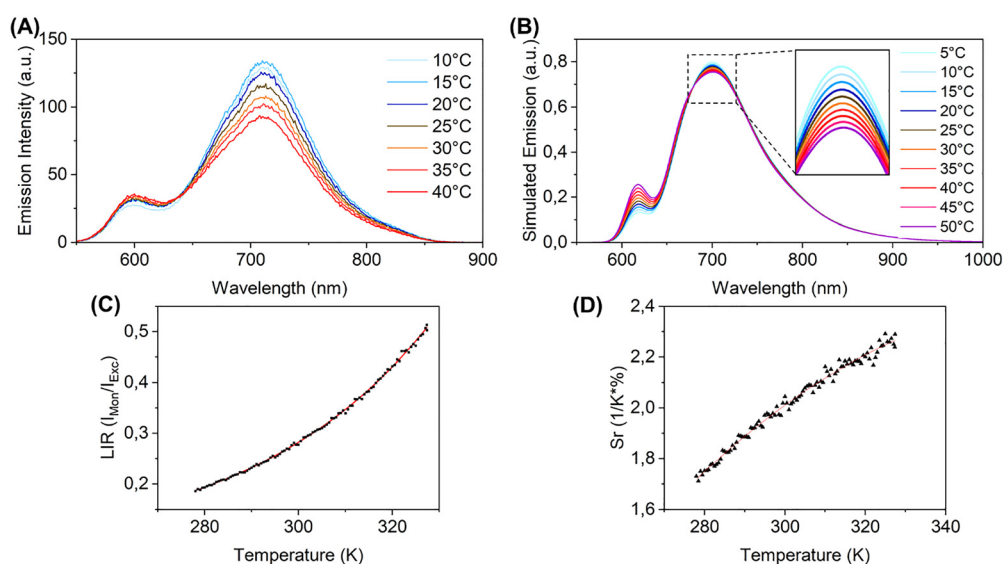 (A)
Emission Intensity (a.u.)
150
100
50
0
600
700
800
900
Wavelength (nm)
10°C
15°C
20°C
25°C
30°C
35°C
40°C
(B)
Simulated Emission (a.u.)
1,0
0,8
0,6
0,4
0,2
0,0
600
700
800
900
1000
Wavelength (nm)
5°C
10°C
15°C
20°C
25°C
30°C
35°C
40°C
45°C
50°C
(C)
LIR (I_Mon/I_Exc)
0,5
0,4
0,3
0,2
280
300
320
Temperature (K)
(D)
Sr (1/K*%)
2,4
2,2
2,0
1,8
1,6
280
300
320
340
Temperature (K)